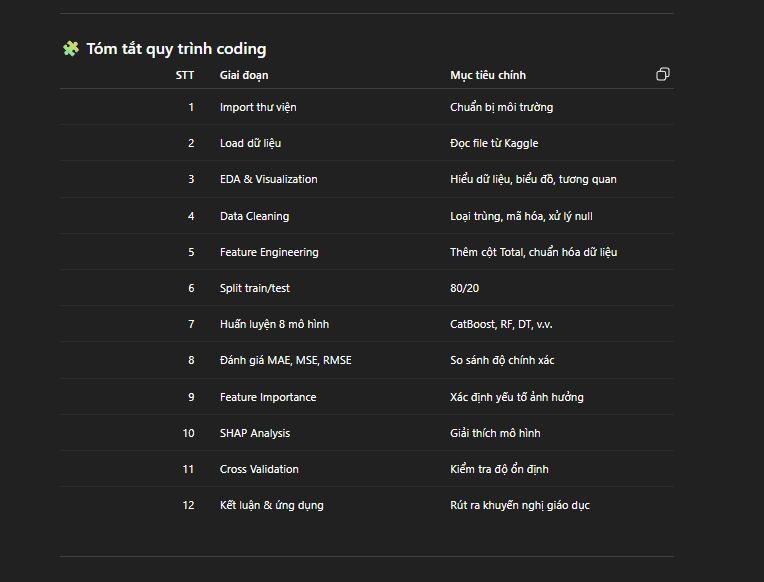 Tóm tắt quy trình coding
STT Giai đoạn Mục tiêu chính
1 Import thư viện Chuẩn bị môi trường
2 Load dữ liệu Đọc file từ Kaggle
3 EDA & Visualization Hiểu dữ liệu, biểu đồ, tương quan
4 Data Cleaning Loại trùng, mã hóa, xử lý null
5 Feature Engineering Thêm cột Total, chuẩn hóa dữ liệu
6 Split train/test 80/20
7 Huấn luyện 8 mô hình CatBoost, RF, DT, v.v.
8 Đánh giá MAE, MSE, RMSE So sánh độ chính xác
9 Feature Importance Xác định yếu tố ảnh hưởng
10 SHAP Analysis Giải thích mô hình
11 Cross Validation Kiểm tra độ ổn định
12 Kết luận & ứng dụng Rút ra khuyến nghị giáo dục